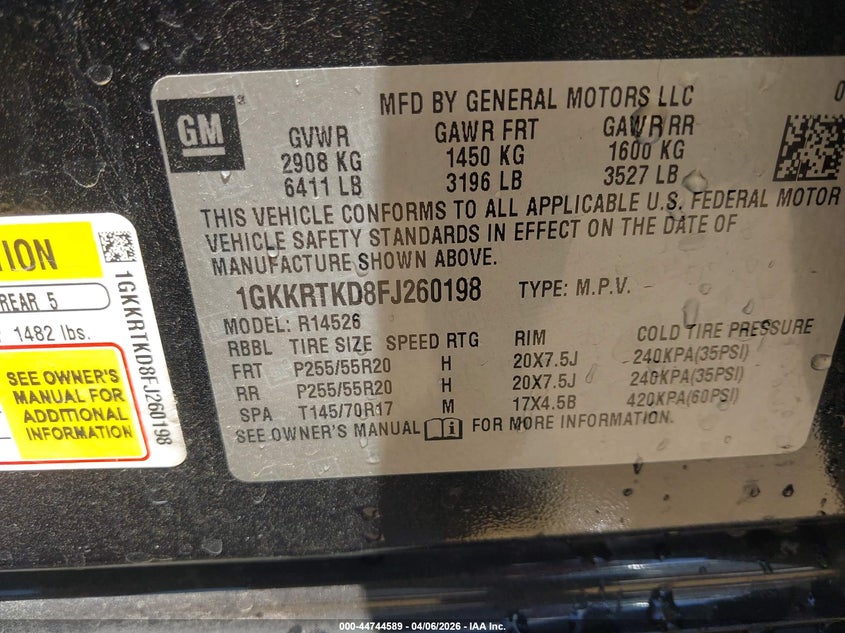 MFD BY GENERAL MOTORS LLC 0
GM
GVWR GAWR FRT GAWR RR
2908 KG 1450 KG 1600 KG
6411 LB 3196 LB 3527 LB
THIS VEHICLE CONFORMS TO ALL APPLICABLE U.S. FEDERAL MOTOR
VEHICLE SAFETY STANDARDS IN EFFECT ON THE DATE OF
MANUFACTURE SHOWN ABOVE.
1GKKRTKD8FJ260198 TYPE: M.P.V.
MODEL: R14526
RBBL TIRE SIZE SPEED RTG RIM COLD TIRE PRESSURE
FRT P255/55R20 H 20X7.5J 240KPA(35PSI)
RR P255/55R20 H 20X7.5J 240KPA(35PSI)
SPA T145/70R17 M 17X4.5B 420KPA(60PSI)
SEE OWNER'S MANUAL FOR MORE INFORMATION.
TION
REAR 5
1482 lbs.
SEE OWNER'S
MANUAL FOR
ADDITIONAL
INFORMATION
1GKKRTKD8FJ260198
000-44744589 - 04/06/2026 - IAA Inc.